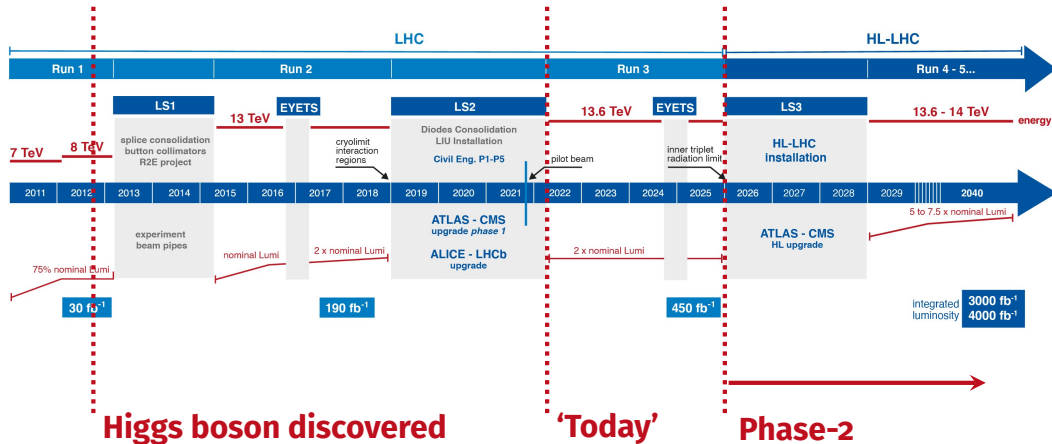 LHC
HL-LHC
Run 1
Run 2
Run 3
Run 4 - 5...
LS1
EYETS
LS2
EYETS
LS3
13 TeV
13.6 TeV
13.6 - 14 TeV
energy
7 TeV
8 TeV
splice consolidation
button collimators
R2E project
cryolimit
interaction
regions
Diodes Consolidation
LIU Installation
Civil Eng. P1-P5
pilot beam
inner triplet
radiation limit
HL-LHC
installation
2011
2012
2013
2014
2015
2016
2017
2018
2019
2020
2021
2022
2023
2024
2025
2026
2027
2028
2029
2040
experiment
beam pipes
ATLAS - CMS
upgrade phase 1
ALICE - LHCb
upgrade
ATLAS - CMS
HL upgrade
5 to 7.5 x nominal Lumi
75% nominal Lumi
nominal Lumi
2 x nominal Lumi
2 x nominal Lumi
30 fb⁻¹
190 fb⁻¹
450 fb⁻¹
integrated
luminosity
3000 fb⁻¹
4000 fb⁻¹
Higgs boson discovered
‘Today’
Phase-2